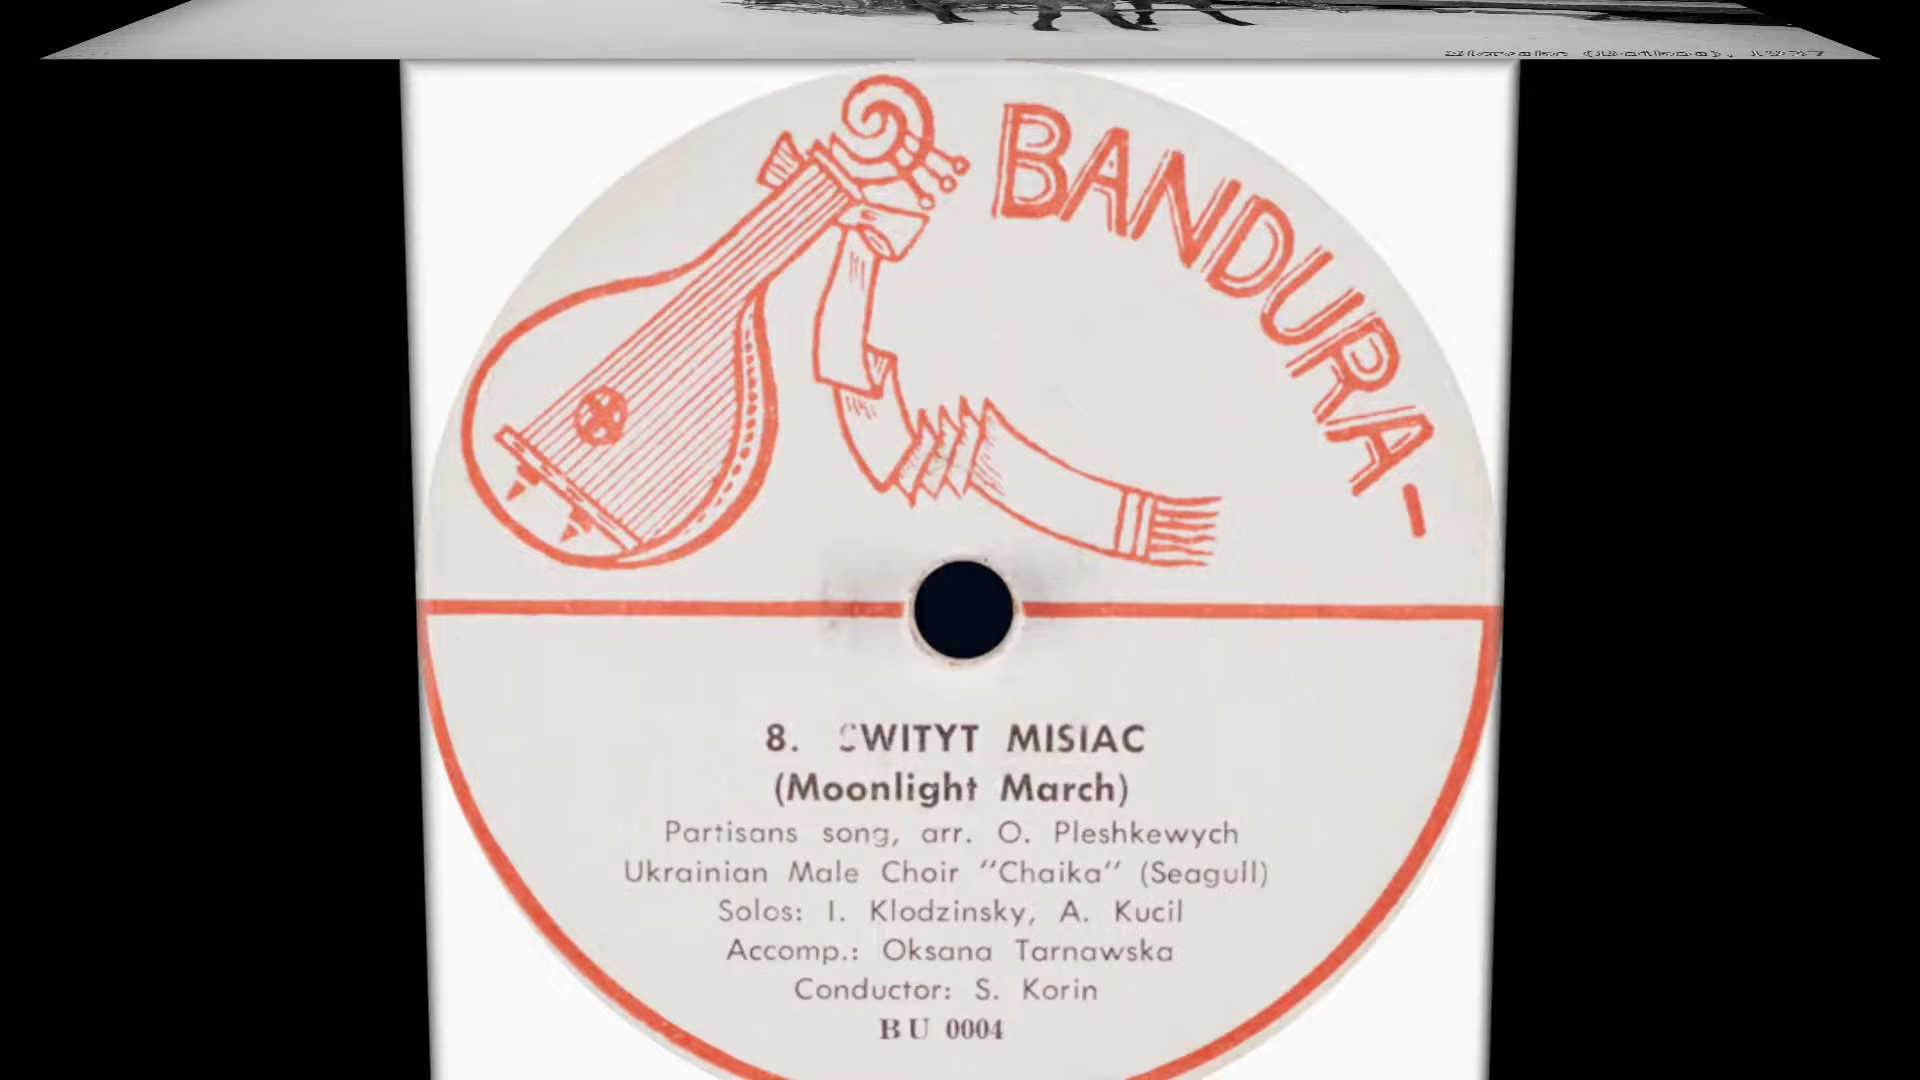 BANDURA-
8. SWITYT MISIAC
(Moonlight March)
Partisans song, arr. O. Pleshkewych
Ukrainian Male Choir "Chaika" (Seagull)
Solos: I. Klodzinsky, A. Kucil
Accomp.: Oksana Tarnawska
Conductor: S. Korin
BU 0004